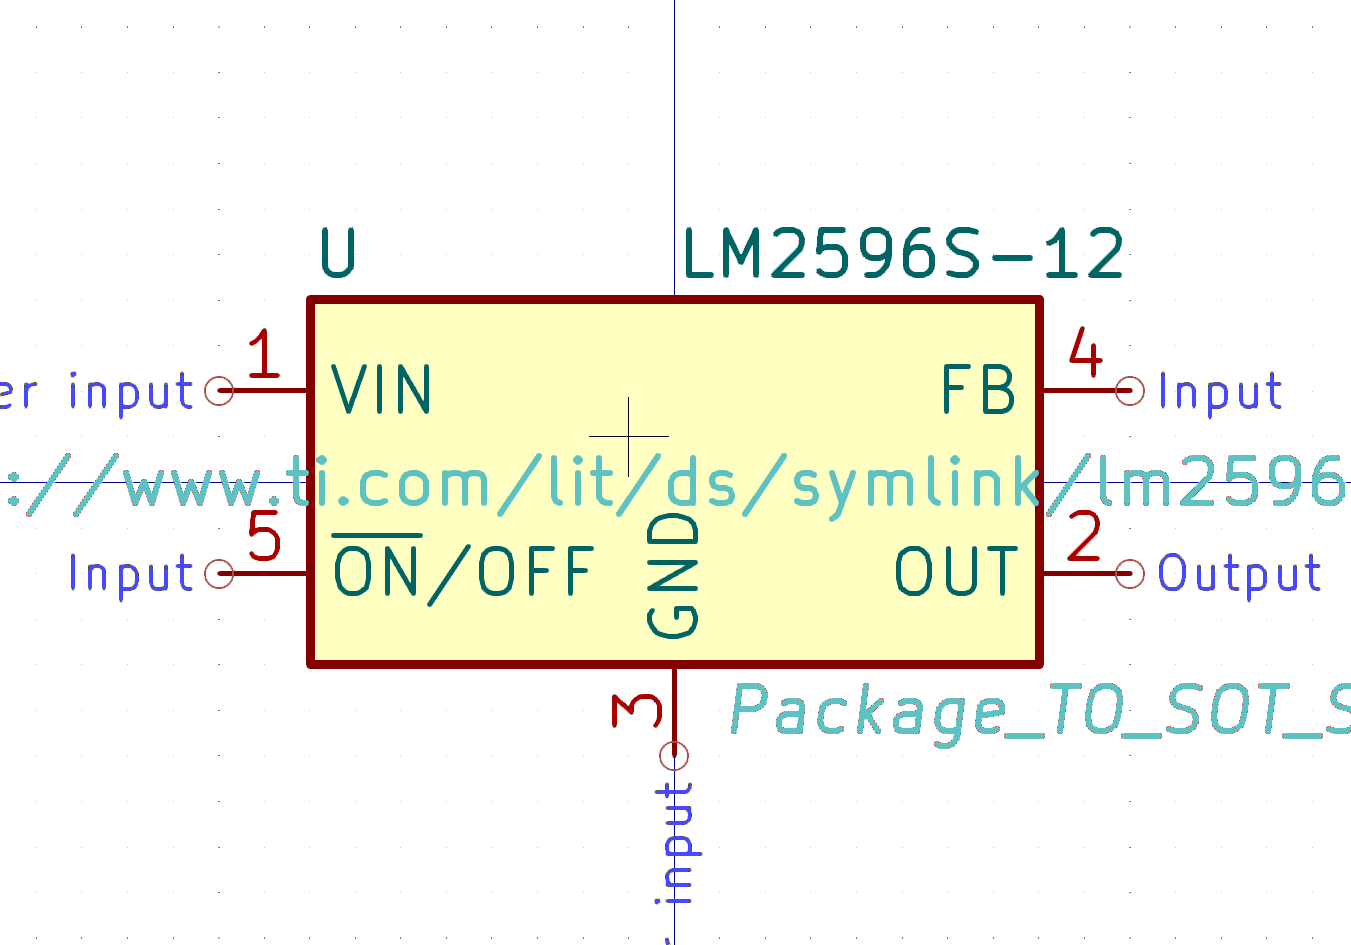 U LM2596S-12
1 4
er input VIN FB Input
://www.ti.com/lit/ds/symlink/lm2596
5 2
Input ON/OFF OUT Output
GND
3 Package_TO_SOT_S
input